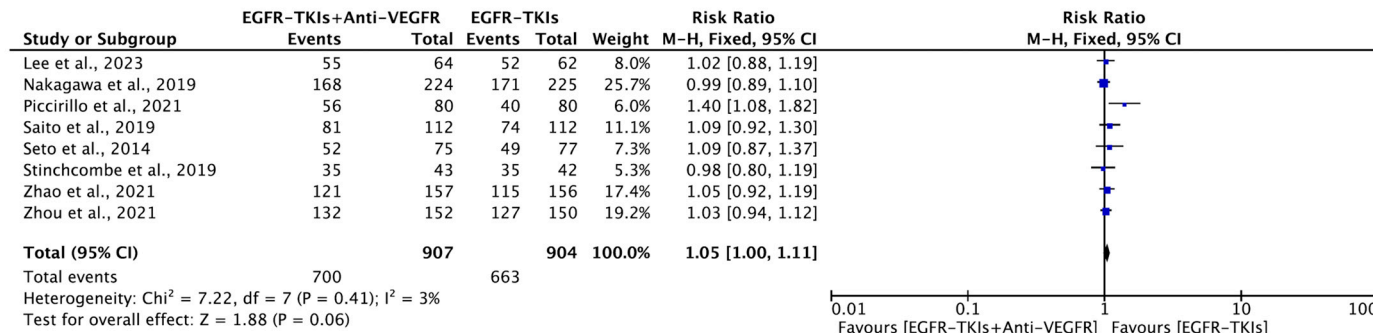 EGFR-TKIs+Anti-VEGFR EGFR-TKIs Risk Ratio Risk Ratio
Study or Subgroup Events Total Events Total Weight M-H, Fixed, 95% CI M-H, Fixed, 95% CI
Lee et al., 2023 55 64 52 62 8.0% 1.02 [0.88, 1.19]
Nakagawa et al., 2019 168 224 171 225 25.7% 0.99 [0.89, 1.10]
Piccirillo et al., 2021 56 80 40 80 6.0% 1.40 [1.08, 1.82]
Saito et al., 2019 81 112 74 112 11.1% 1.09 [0.92, 1.30]
Seto et al., 2014 52 75 49 77 7.3% 1.09 [0.87, 1.37]
Stinchcombe et al., 2019 35 43 35 42 5.3% 0.98 [0.80, 1.19]
Zhao et al., 2021 121 157 115 156 17.4% 1.05 [0.92, 1.19]
Zhou et al., 2021 132 152 127 150 19.2% 1.03 [0.94, 1.12]
Total (95% CI) 907 904 100.0% 1.05 [1.00, 1.11]
Total events 700 663
Heterogeneity: Chi² = 7.22, df = 7 (P = 0.41); I² = 3%
Test for overall effect: Z = 1.88 (P = 0.06)
0.01 0.1 1 10 100
Favours [EGFR-TKIs+Anti-VEGFR] Favours [EGFR-TKIs]